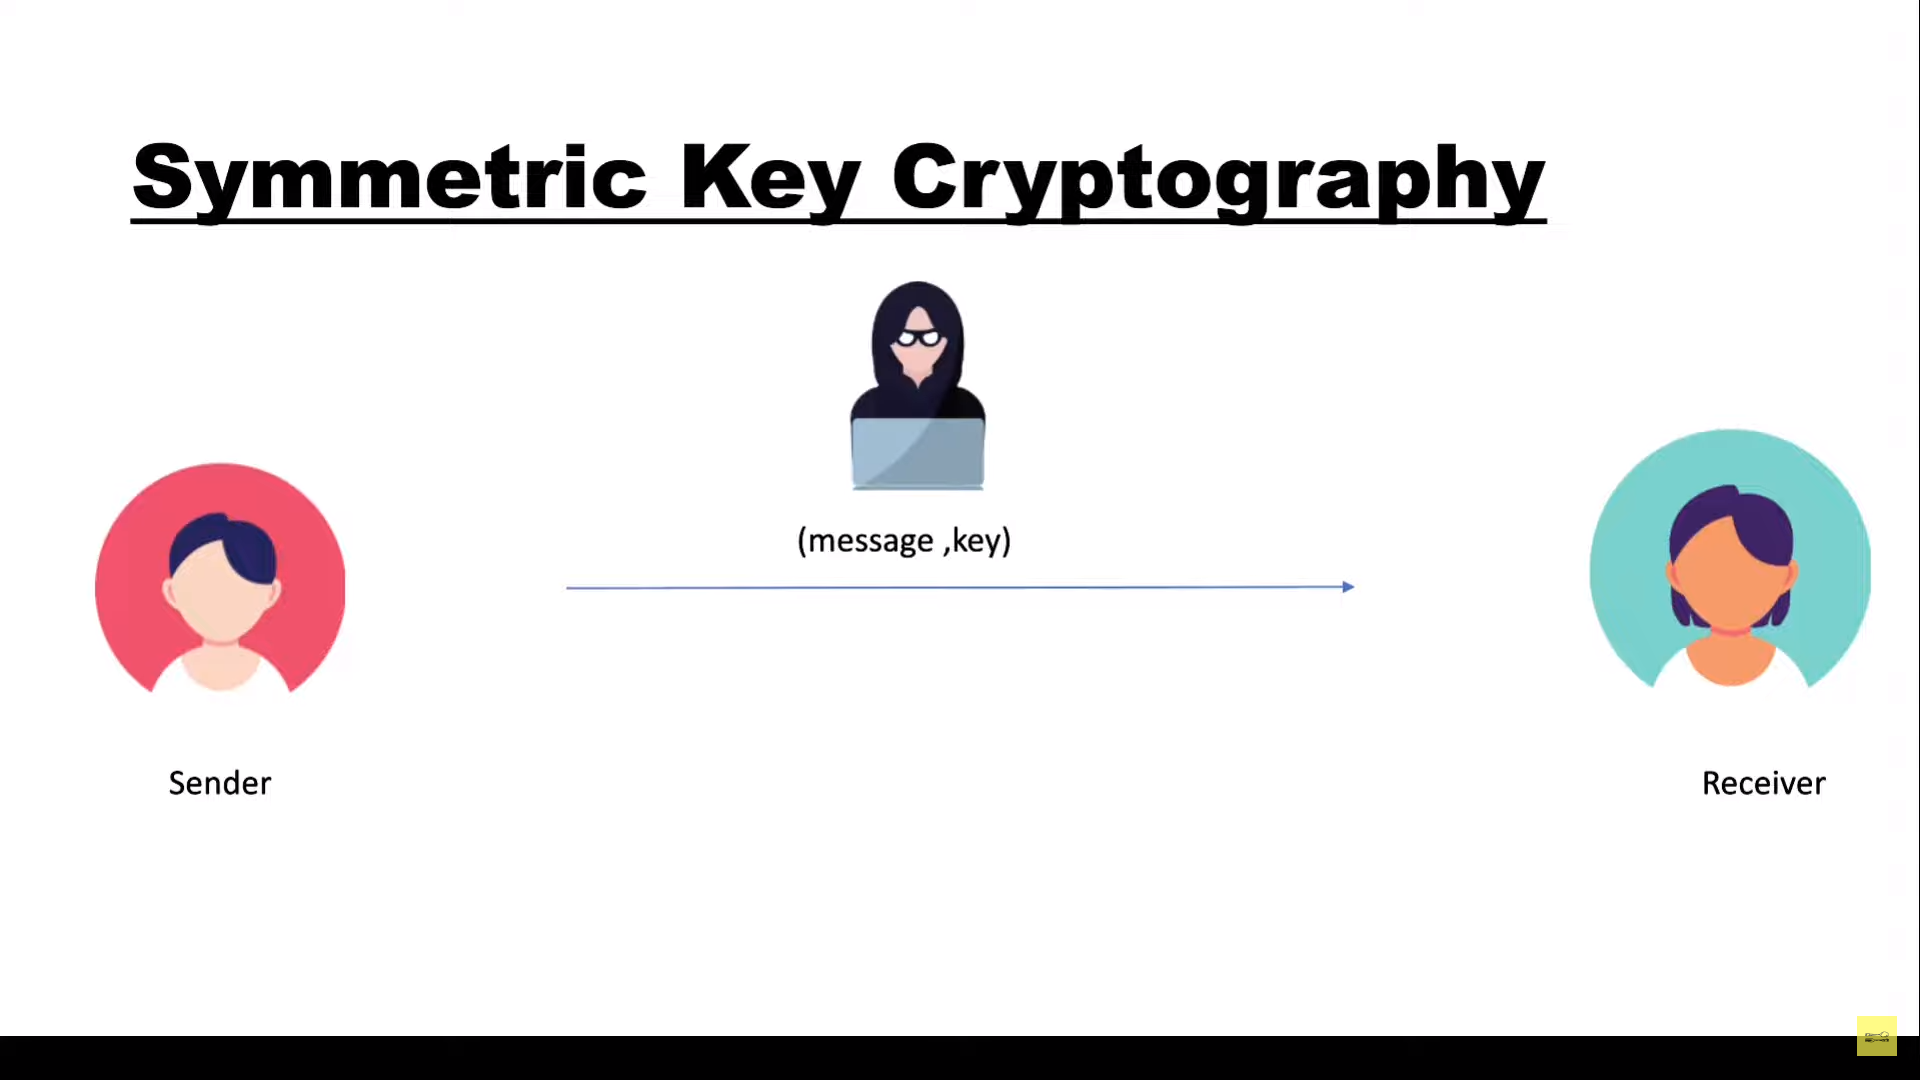 Symmetric Key Cryptography
(message ,key)
Sender
Receiver